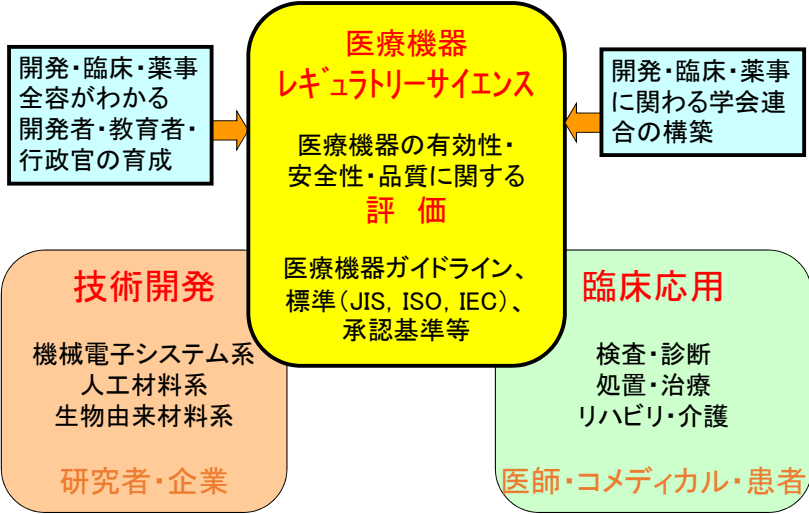 開発・臨床・薬事
全容がわかる
開発者・教育者・
行政官の育成
医療機器
レギュラトリーサイエンス
医療機器の有効性・
安全性・品質に関する
評 価
医療機器ガイドライン、
標準(JIS, ISO, IEC)、
承認基準等
開発・臨床・薬事
に関わる学会連
合の構築
技術開発
機械電子システム系
人工材料系
生物由来材料系
研究者・企業
臨床応用
検査・診断
処置・治療
リハビリ・介護
医師・コメディカル・患者